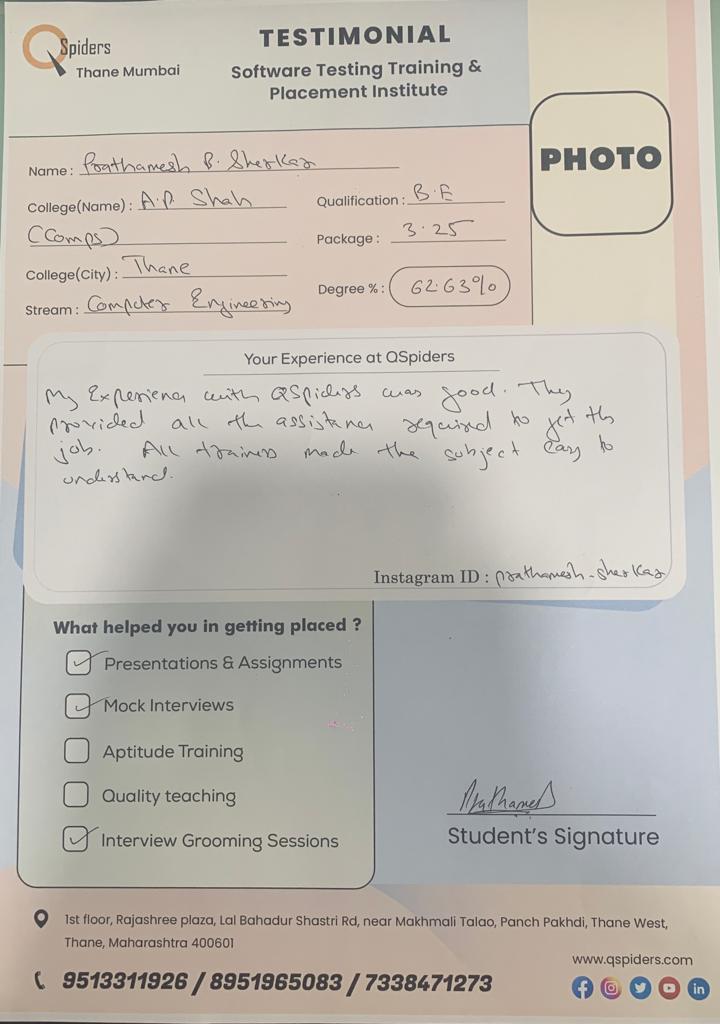 QSpiders
Thane Mumbai
TESTIMONIAL
Software Testing Training &
Placement Institute
PHOTO
Name : Prathamesh P. Sherkar
College(Name) : A.P. Shah
(Comps)
College(City) : Thane
Stream : Computer Engineering
Qualification : B.E
Package : 3.25
Degree % : 62.63%
Your Experience at QSpiders
My Experience with QSpiders was good. They
provided all the assistance required to get the
job. All trainers made the subject easy to
understand.
Instagram ID : prathamesh-sherkar
What helped you in getting placed ?
Presentations & Assignments
Mock Interviews
Aptitude Training
Quality teaching
Interview Grooming Sessions
Prathamesh
Student's Signature
1st floor, Rajashree plaza, Lal Bahadur Shastri Rd, near Makhmali Talao, Panch Pakhdi, Thane West,
Thane, Maharashtra 400601
9513311926 / 8951965083 / 7338471273
www.qspiders.com